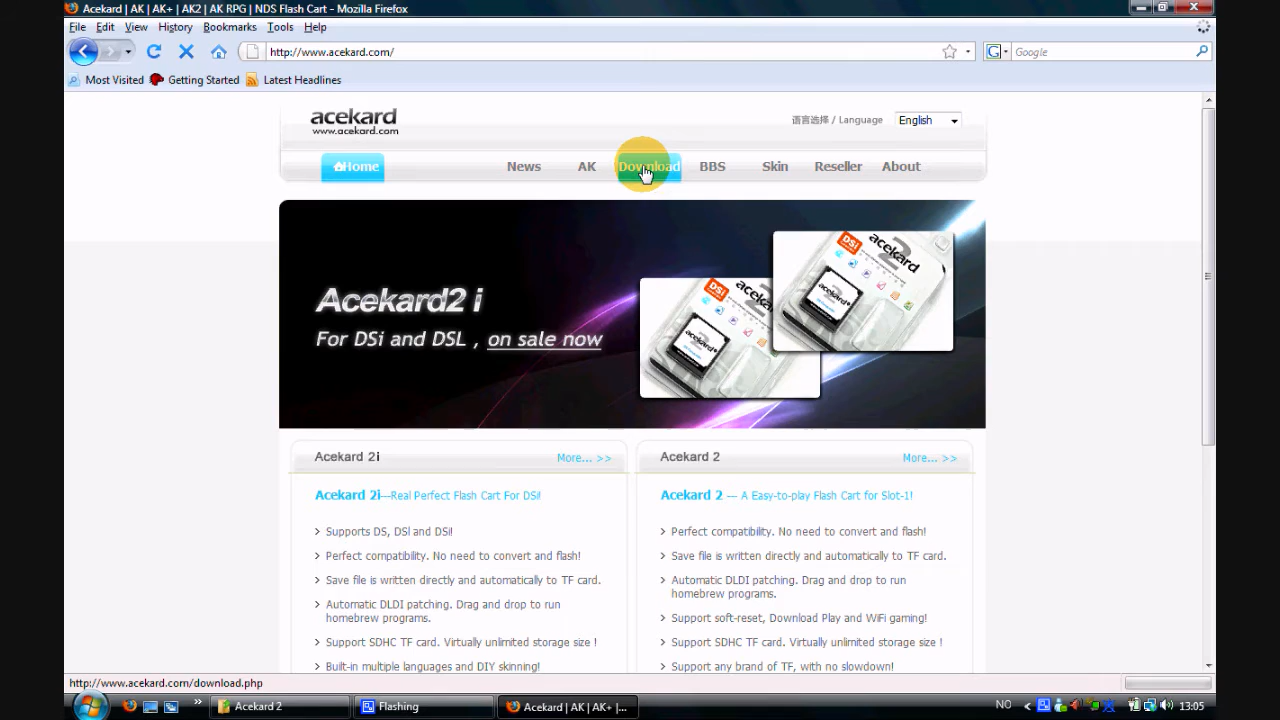 Acekard | AK | AK+ | AK2 | AK RPG | NDS Flash Cart - Mozilla Firefox
File Edit View History Bookmarks Tools Help
http://www.acekard.com/
Google
Most Visited Getting Started Latest Headlines
acekard
www.acekard.com
语言选择 / Language English
Home News AK Download BBS Skin Reseller About
Acekard2 i
For DSi and DSL , on sale now
DSi acekard 2
DSi
acekard
Acekard 2i More... >>
Acekard 2i---Real Perfect Flash Cart For DSi!
Supports DS, DSl and DSi!
Perfect compatibility. No need to convert and flash!
Save file is written directly and automatically to TF card.
Automatic DLDI patching. Drag and drop to run
homebrew programs.
Support SDHC TF card. Virtually unlimited storage size !
Built-in multiple languages and DIY skinning!
Acekard 2 More... >>
Acekard 2 --- A Easy-to-play Flash Cart for Slot-1!
Perfect compatibility. No need to convert and flash!
Save file is written directly and automatically to TF card.
Automatic DLDI patching. Drag and drop to run
homebrew programs.
Support soft-reset, Download Play and WiFi gaming!
Support SDHC TF card. Virtually unlimited storage size !
Support any brand of TF, with no slowdown!
http://www.acekard.com/download.php
Acekard 2 Flashing Acekard | AK | AK+ |... NO 13:05